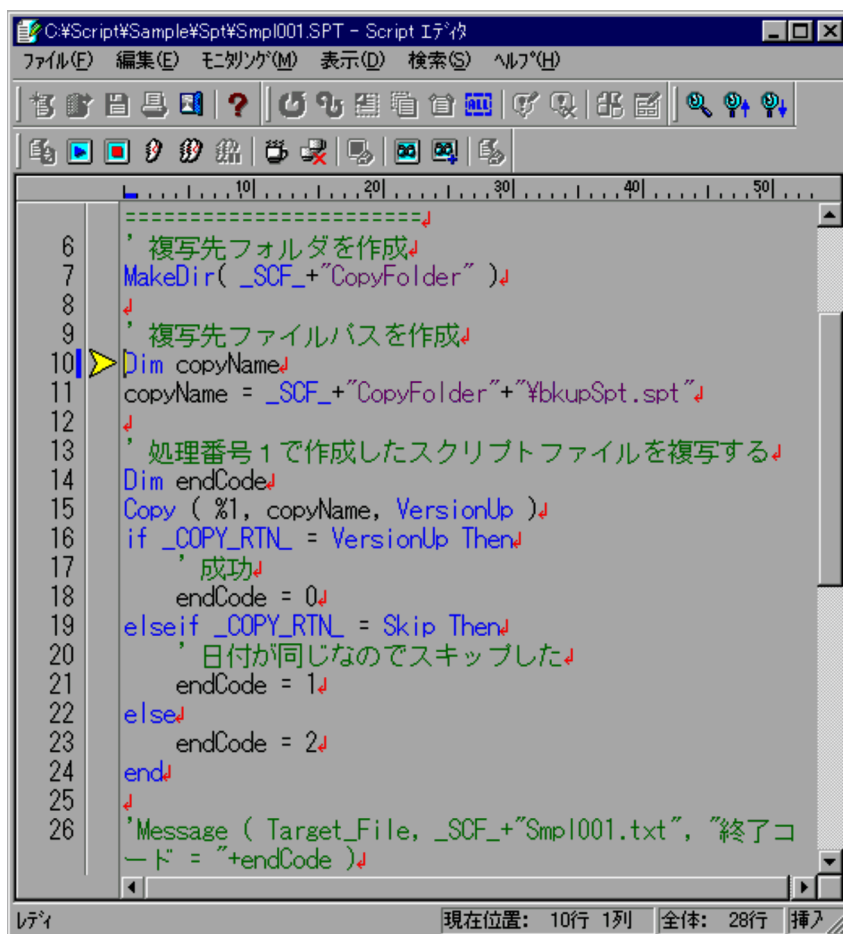 C:¥Script¥Sample¥Spt¥Smpl001.SPT - Script エディタ
ファイル(F) 編集(E) モニタリング(M) 表示(D) 検索(S) ヘルプ(H)
ALL
10 20 30 40 50
=======================
6 ' 複写先フォルダを作成
7 MakeDir( _SCF_+"CopyFolder" )
8
9 ' 複写先ファイルパスを作成
10 Dim copyName
11 copyName = _SCF_+"CopyFolder"+"¥bkupSpt.spt"
12
13 ' 処理番号１で作成したスクリプトファイルを複写する
14 Dim endCode
15 Copy ( %1, copyName, VersionUp )
16 if _COPY_RTN_ = VersionUp Then
17 ' 成功
18 endCode = 0
19 elseif _COPY_RTN_ = Skip Then
20 ' 日付が同じなのでスキップした
21 endCode = 1
22 else
23 endCode = 2
24 end
25
26 'Message ( Target_File, _SCF_+"Smpl001.txt", "終了コ
ード = "+endCode )
レディ 現在位置: 10行 1列 全体: 28行 挿入